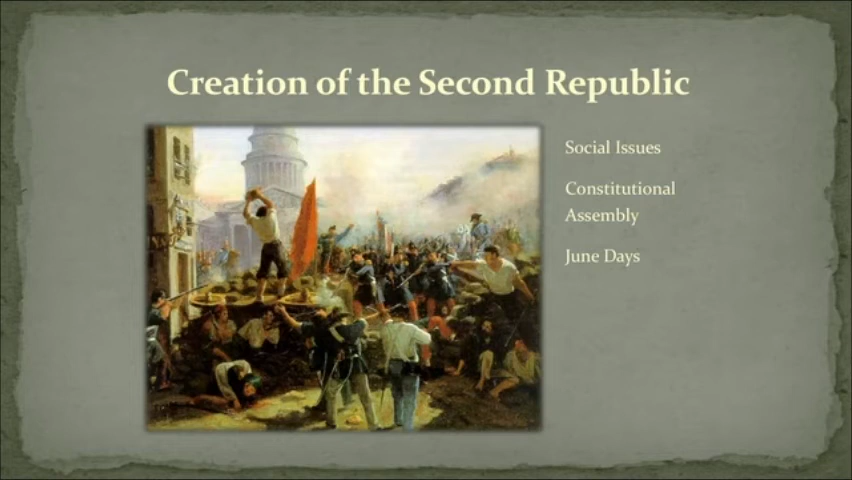 Creation of the Second Republic
Social Issues
Constitutional
Assembly
June Days